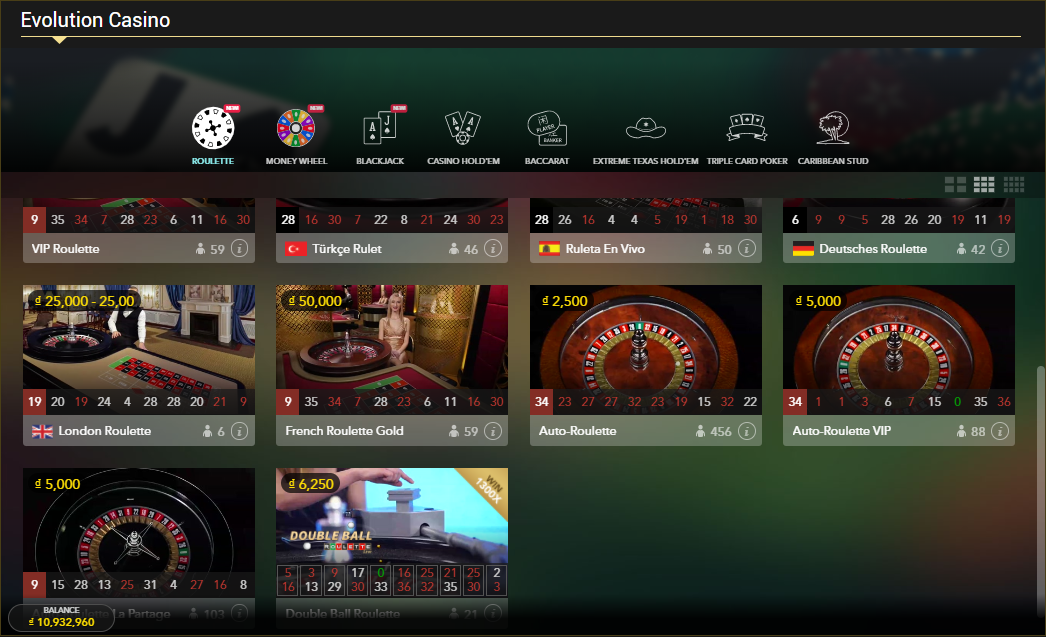 Evolution Casino
NEW NEW NEW
ROULETTE MONEY WHEEL BLACKJACK CASINO HOLD'EM BACCARAT EXTREME TEXAS HOLD'EM TRIPLE CARD POKER CARIBBEAN STUD
PLAYER
BANKER
9 35 34 7 28 23 6 11 16 30
VIP Roulette 59
28 16 30 7 22 8 21 24 30 23
Türkçe Rulet 46
28 26 16 4 4 5 19 1 18 30
Ruleta En Vivo 50
6 9 9 5 28 26 20 19 11 19
Deutsches Roulette 42
₫ 25,000 - 25,00
19 20 19 24 4 28 28 20 21 9
London Roulette 6
₫ 50,000
9 35 34 7 28 23 6 11 16 30
French Roulette Gold 59
₫ 2,500
34 23 27 27 32 23 19 15 32 22
Auto-Roulette 456
₫ 5,000
34 1 1 3 6 7 15 0 35 36
Auto-Roulette VIP 88
₫ 5,000
9 15 28 13 25 31 4 27 16 8
La Partage 103
₫ 6,250
WIN
1300X
DOUBLE BALL
ROULETTE
5 3 9 17 0 16 25 21 25 2
16 13 29 30 33 36 32 35 30 3
Double Ball Roulette 21
BALANCE
₫ 10,932,960